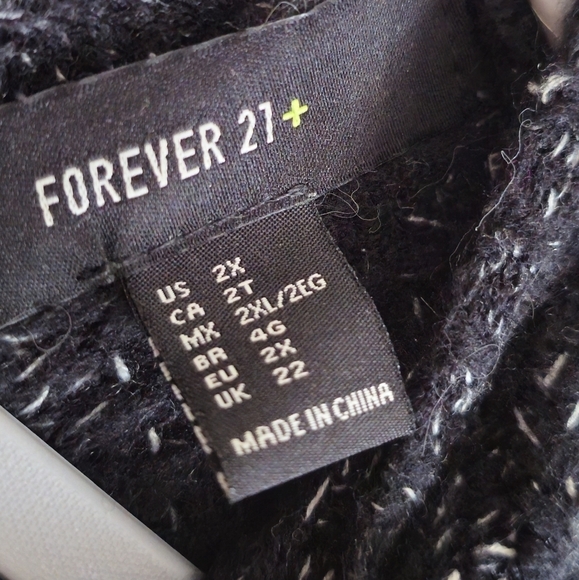 FOREVER 21+
US 2X
CA 2T
MX 2XL/2EG
BR 4G
EU 2X
UK 22
MADE IN CHINA